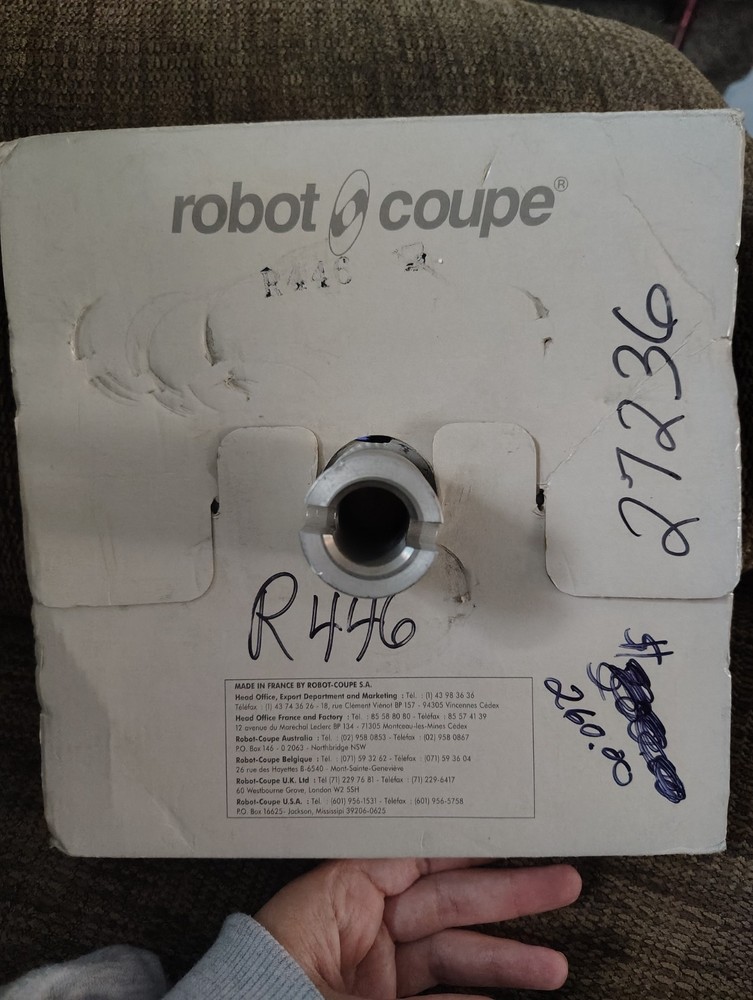 robot coupe®
R446
27236
R 446
$
260.00
MADE IN FRANCE BY ROBOT-COUPE S.A.
Head Office, Export Department and Marketing : Tél. : (1) 43 98 36 36
Téléfax : (1) 43 74 36 26 - 18, rue Clément Viénot BP 157 - 94305 Vincennes Cédex
Head Office France and Factory : Tél. : 85 58 80 80 - Téléfax : 85 57 41 39
12 avenue du Maréchal Leclerc BP 134 - 71305 Montceau-les-Mines Cédex
Robot-Coupe Australia : Tél. : (02) 958 0853 - Téléfax : (02) 958 0867
P.O. Box 146 - 0 2063 - Northbridge NSW
Robot-Coupe Belgique : Tél. : (071) 59 32 62 - Téléfax : (071) 59 36 04
26 rue des Hayettes B-6540 - Mont-Sainte-Geneviève
Robot-Coupe U.K. Ltd : Tél (71) 229 76 81 - Téléfax : (71) 229-6417
60 Westbourne Grove, London W2 5SH
Robot-Coupe U.S.A. : Tél. : (601) 956-1531 - Téléfax : (601) 956-5758
P.O. Box 16625- Jackson, Mississipi 39206-0625